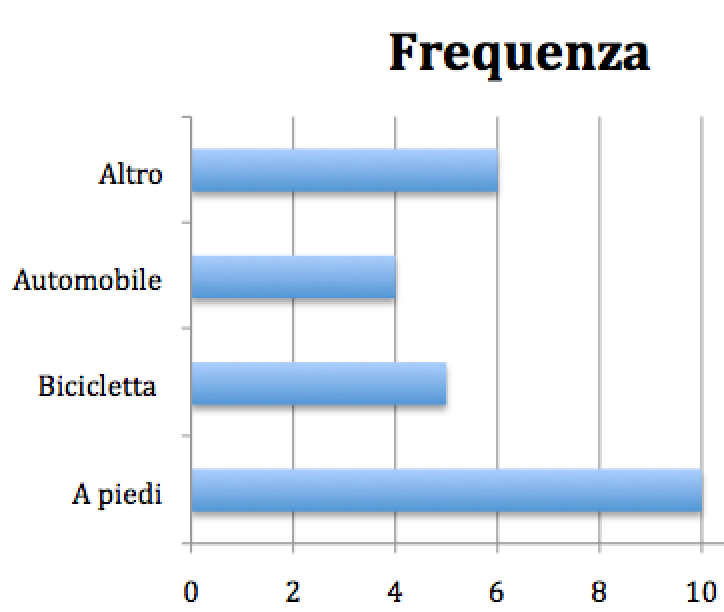 Frequenza
Altro
Automobile
Bicicletta
A piedi
0 2 4 6 8 10